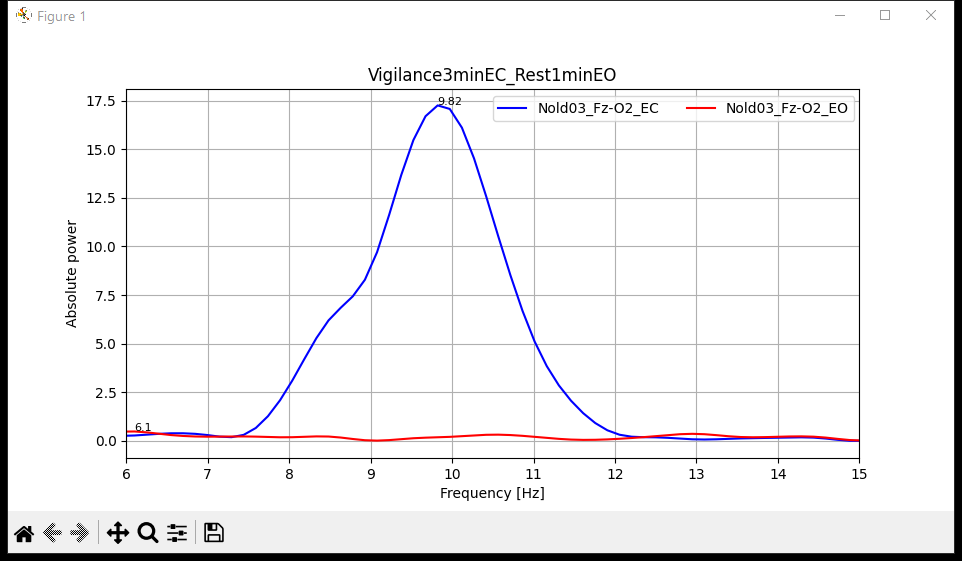 Figure 1
Vigilance3minEC_Rest1minEO
Nold03_Fz-O2_EC
Nold03_Fz-O2_EO
9.82
6.1
17.5
15.0
12.5
10.0
7.5
5.0
2.5
0.0
Absolute power
6 7 8 9 10 11 12 13 14 15
Frequency [Hz]